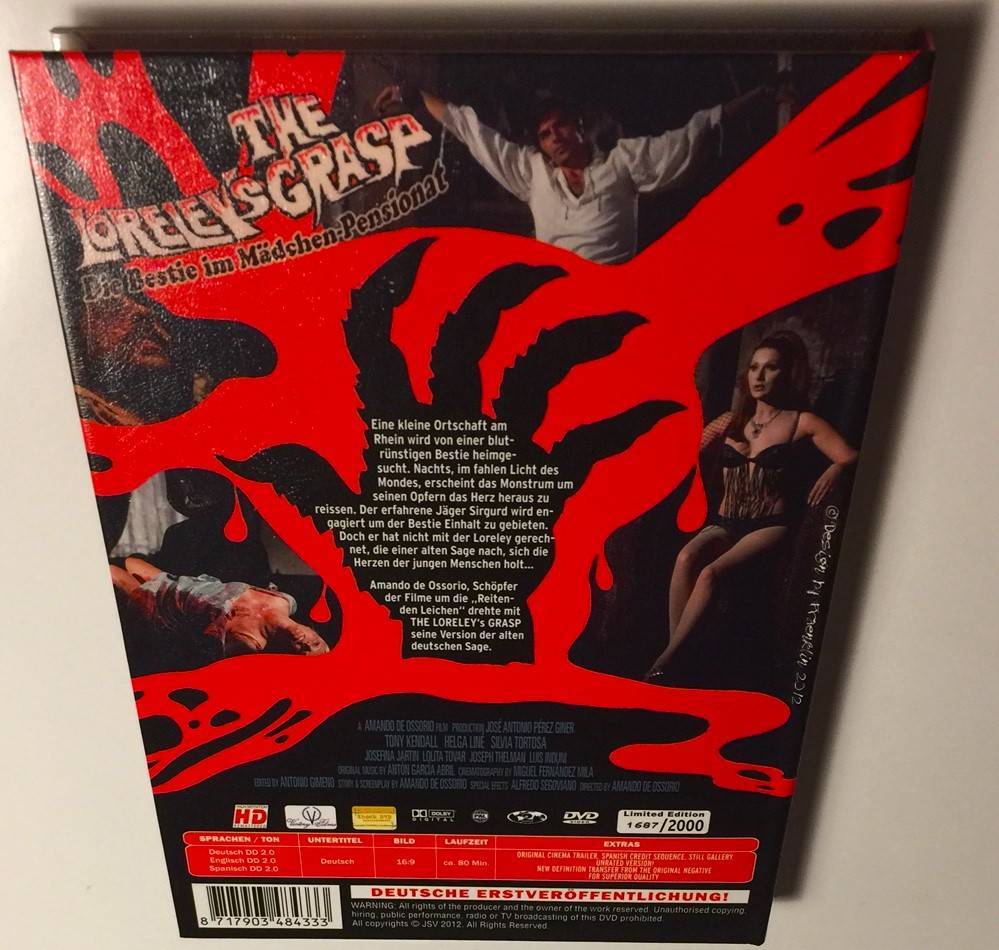 THE
LORELEY'S GRASP
Die Bestie im Mädchen-Pensionat
Eine kleine Ortschaft am
Rhein wird von einer blut-
rünstigen Bestie heimge-
sucht. Nachts, im fahlen Licht des
Mondes, erscheint das Monstrum um
seinen Opfern das Herz heraus zu
reissen. Der erfahrene Jäger Sirgurd wird en-
gagiert um der Bestie Einhalt zu gebieten.
Doch er hat nicht mit der Loreley gerech-
net, die einer alten Sage nach, sich die
Herzen der jungen Menschen holt...
Amando de Ossorio, Schöpfer
der Filme um die „Reiten-
den Leichen" drehte mit
THE LORELEY's GRASP
seine Version der alten
deutschen Sage.
© Design by 2012
A AMANDO DE OSSORIO FILM PRODUCTION JOSÉ ANTONIO PÉREZ GINER
TONY KENDALL HELGA LINÉ SILVIA TORTOSA
JOSEFINA JARTIN LOLITA TOVAR JOSEPH THELMAN LUIS INDUNI
ORIGINAL MUSIC BY ANTÓN GARCÍA ABRIL CINEMATOGRAPHY BY MIGUEL FERNÁNDEZ MILA
EDITED BY ANTONIO GIMENO STORY & SCREENPLAY BY AMANDO DE OSSORIO SPECIAL EFFECTS ALFREDO SEGOVIANO DIRECTED BY AMANDO DE OSSORIO
HD
DOLBY
DIGITAL
PAL
DVD
VIDEO
Limited Edition
1687/2000
SPRACHEN / TON UNTERTITEL BILD LAUFZEIT EXTRAS
Deutsch DD 2.0
Englisch DD 2.0
Spanisch DD 2.0
Deutsch
16:9
ca. 80 Min.
ORIGINAL CINEMA TRAILER, SPANISH CREDIT SEQUENCE, STILL GALLERY,
UNRATED VERSION!
NEW DEFINITION TRANSFER FROM THE ORIGINAL NEGATIVE
FOR SUPERIOR QUALITY
DEUTSCHE ERSTVERÖFFENTLICHUNG!
WARNING: All rights of the producer and the owner of the work reserved. Unauthorised copying,
hiring, public performance, radio or TV broadcasting of this DVD prohibited.
All copyrights © JSV 2012. All Rights Reserved.
8 717903 484333